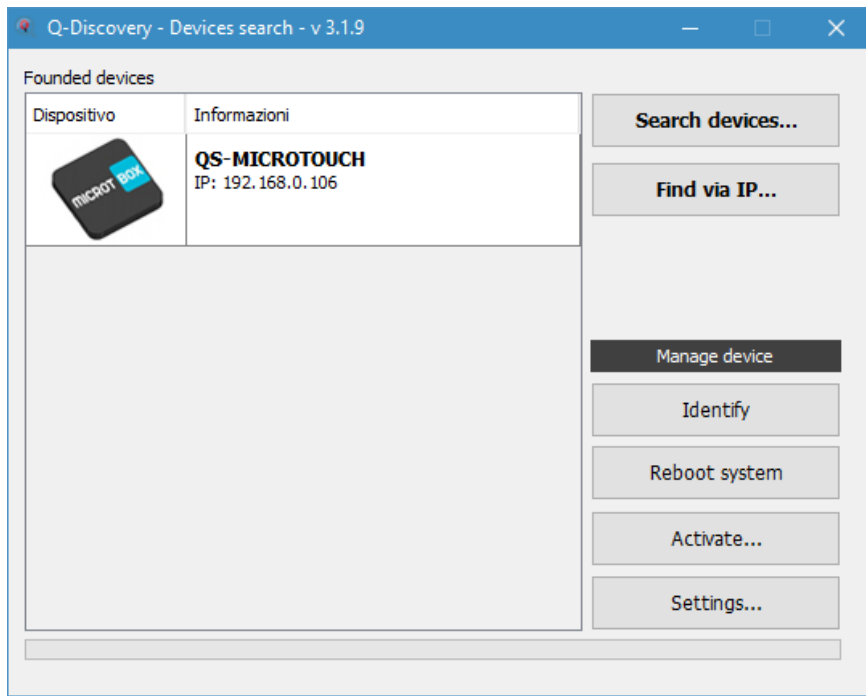 Q-Discovery - Devices search - v 3.1.9
Founded devices
Dispositivo Informazioni
MICROT BOX
QS-MICROTOUCH
IP: 192.168.0.106
Search devices...
Find via IP...
Manage device
Identify
Reboot system
Activate...
Settings...